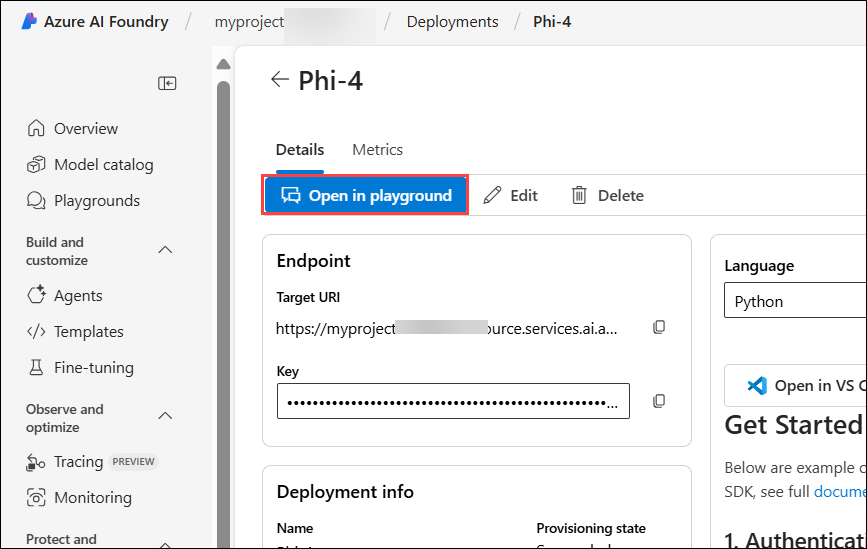 Azure AI Foundry / myproject / Deployments / Phi-4
Overview
Model catalog
Playgrounds
Build and
customize
Agents
</> Templates
Fine-tuning
Observe and
optimize
Tracing PREVIEW
Monitoring
Protect and
← Phi-4
Details Metrics
Open in playground Edit Delete
Endpoint
Target URI
https://myproject ource.services.ai.a...
Key
••••••••••••••••••••••••••••••••••••••••••••••••••...
Deployment info
Name Provisioning state
Language
Python
Open in VS C
Get Started
Below are example c
SDK, see full docume
1. Authenticat